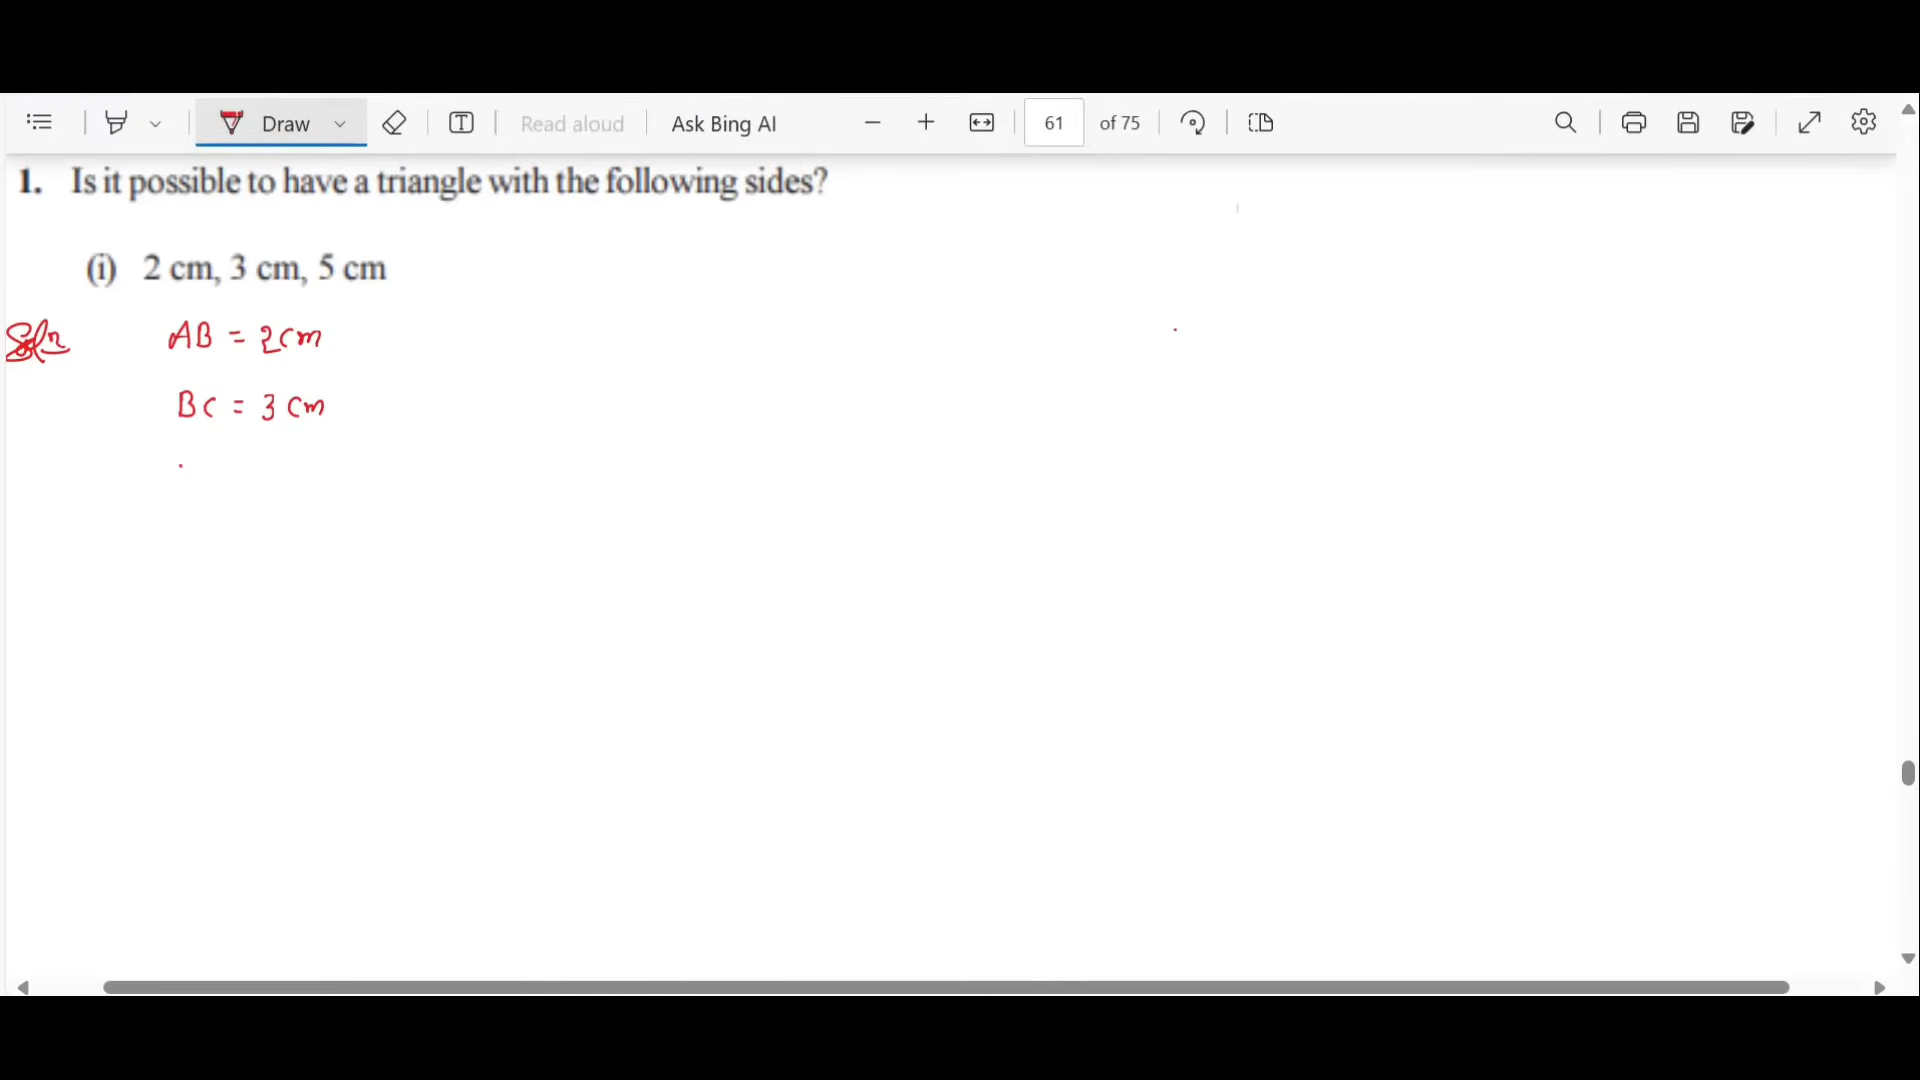 Draw Read aloud Ask Bing AI 61 of 75
1. Is it possible to have a triangle with the following sides?
(i) 2 cm, 3 cm, 5 cm
Soln AB = 2cm
BC = 3 cm